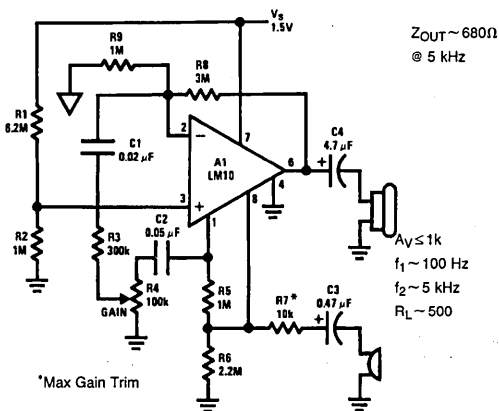 VS
1.5V
ZOUT~680Ω
@ 5 kHz
R9
1M
R8
3M
R1
6.2M
C1
0.02 µF
2
−
7
A1
LM10
6
4
C4
4.7 µF
+
3
+
8
1
C2
0.05 µF
R2
1M
R3
300k
R4
100k
GAIN
R5
1M
R7*
10k
C3
0.47 µF
+
R6
2.2M
AV≤1k
f1~100 Hz
f2~5 kHz
RL~500
*Max Gain Trim